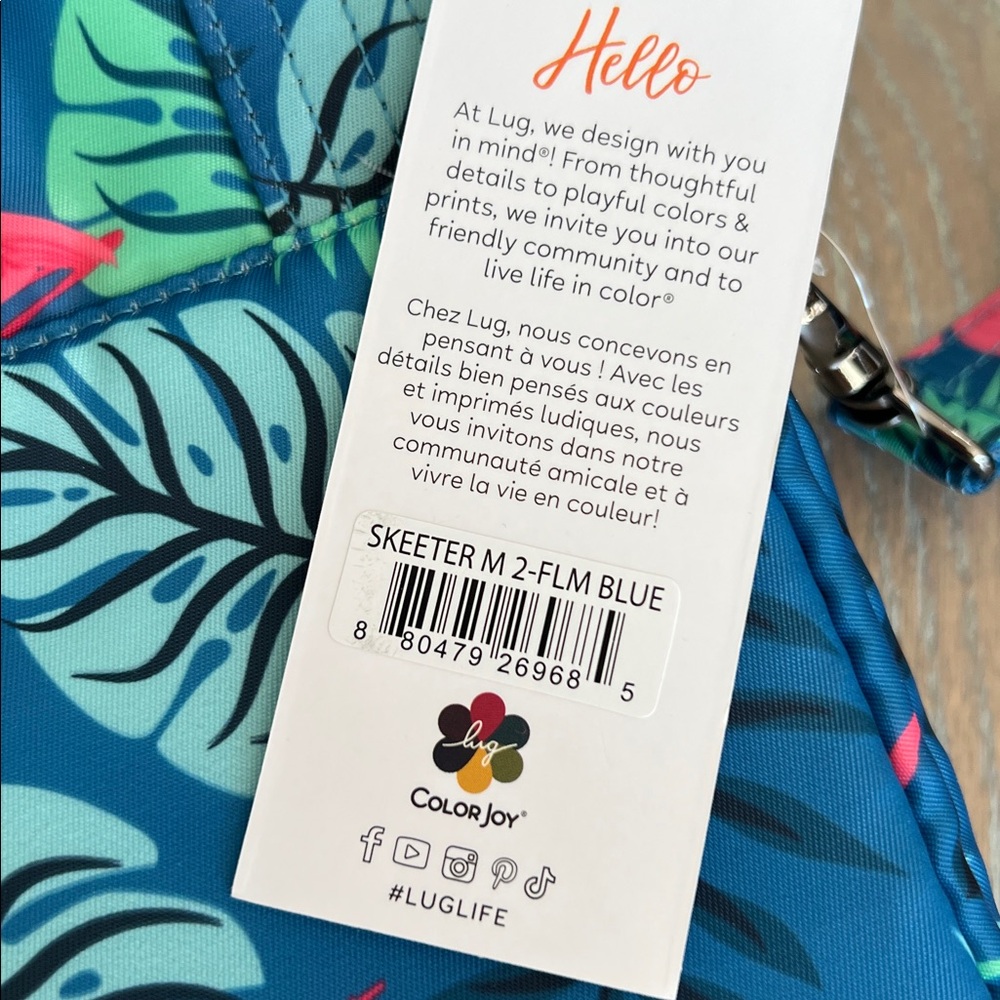 Hello
At Lug, we design with you
in mind®! From thoughtful
details to playful colors &
prints, we invite you into our
friendly community and to
live life in color®
Chez Lug, nous concevons en
pensant à vous ! Avec les
détails bien pensés aux couleurs
et imprimés ludiques, nous
vous invitons dans notre
communauté amicale et à
vivre la vie en couleur!
SKEETER M 2-FLM BLUE
8 80479 26968 5
lug
COLORJOY®
#LUGLIFE